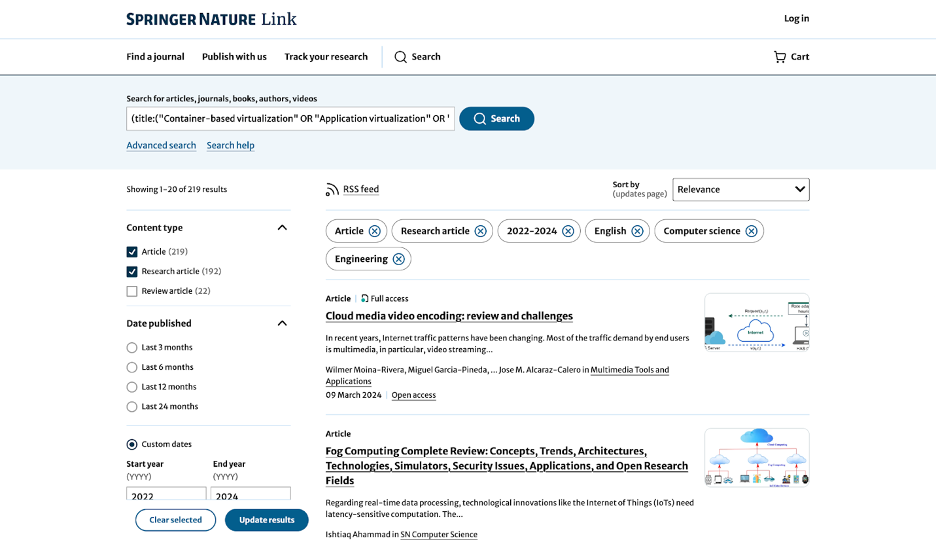 SPRINGER NATURE Link
Log in
Find a journal
Publish with us
Track your research
Search
Cart
Search for articles, journals, books, authors, videos
(title:("Container-based virtualization" OR "Application virtualization" OR '
Search
Advanced search
Search help
Showing 1-20 of 219 results
RSS feed
Sort by
(updates page)
Relevance
Content type
Article (219)
Research article (192)
Review article (22)
Date published
Last 3 months
Last 6 months
Last 12 months
Last 24 months
Custom dates
Start year
(YYYY)
End year
(YYYY)
2022
2024
Clear selected
Update results
Article
Research article
2022-2024
English
Computer science
Engineering
Article
Full access
Cloud media video encoding: review and challenges
In recent years, Internet traffic patterns have been changing. Most of the traffic demand by end users
is multimedia, in particular, video streaming...
Wilmer Moina-Rivera, Miguel Garcia-Pineda, ... Jose M. Alcaraz-Calero in Multimedia Tools and
Applications
09 March 2024
Open access
Internet
Server
Article
Fog Computing Complete Review: Concepts, Trends, Architectures,
Technologies, Simulators, Security Issues, Applications, and Open Research
Fields
Regarding real-time data processing, technological innovations like the Internet of Things (IoTs) need
latency-sensitive computation. The...
Ishtiaq Ahammad in SN Computer Science